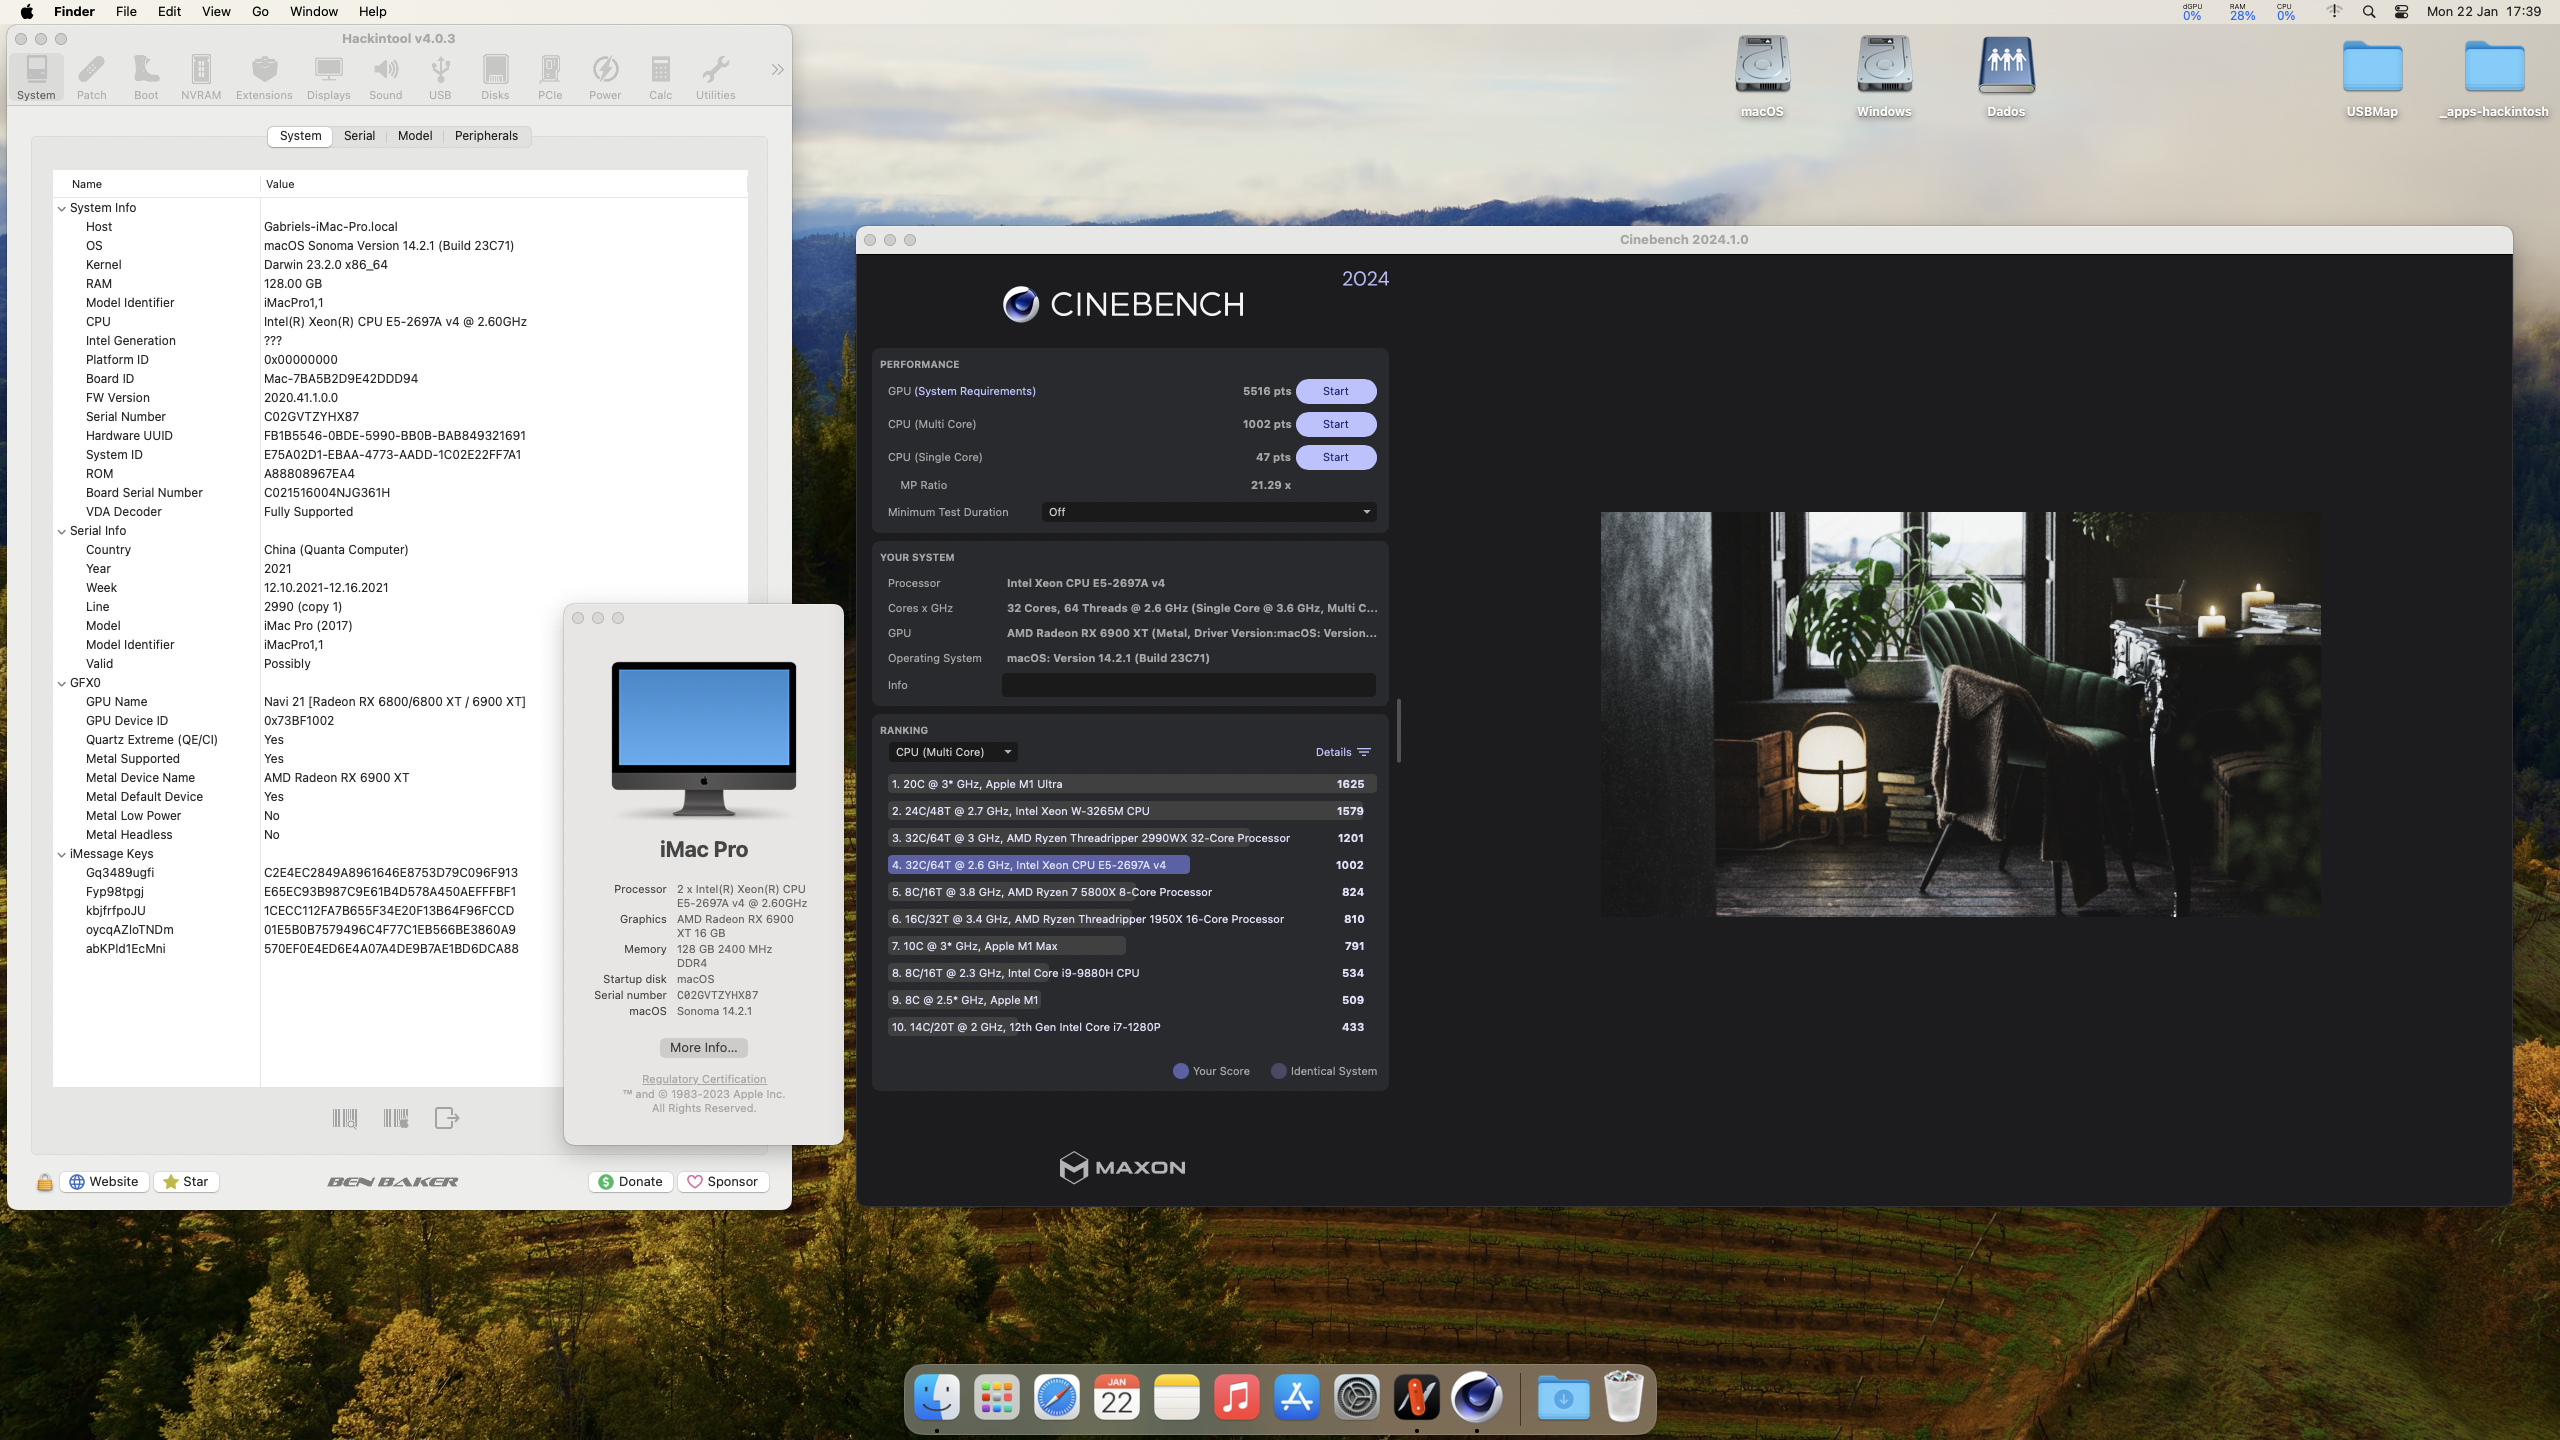 Finder File Edit View Go Window Help
dGPU 0% RAM 28% CPU 0% Mon 22 Jan 17:39
Hackintool v4.0.3
System Patch Boot NVRAM Extensions Displays Sound USB Disks PCIe Power Calc Utilities
System Serial Model Peripherals
Name Value
System Info
Host Gabriels-iMac-Pro.local
OS macOS Sonoma Version 14.2.1 (Build 23C71)
Kernel Darwin 23.2.0 x86_64
RAM 128.00 GB
Model Identifier iMacPro1,1
CPU Intel(R) Xeon(R) CPU E5-2697A v4 @ 2.60GHz
Intel Generation ???
Platform ID 0x00000000
Board ID Mac-7BA5B2D9E42DDD94
FW Version 2020.41.1.0.0
Serial Number C02GVTZYHX87
Hardware UUID FB1B5546-0BDE-5990-BB0B-BAB849321691
System ID E75A02D1-EBAA-4773-AADD-1C02E22FF7A1
ROM A88808967EA4
Board Serial Number C021516004NJG361H
VDA Decoder Fully Supported
Serial Info
Country China (Quanta Computer)
Year 2021
Week 12.10.2021-12.16.2021
Line 2990 (copy 1)
Model iMac Pro (2017)
Model Identifier iMacPro1,1
Valid Possibly
GFX0
GPU Name Navi 21 [Radeon RX 6800/6800 XT / 6900 XT]
GPU Device ID 0x73BF1002
Quartz Extreme (QE/CI) Yes
Metal Supported Yes
Metal Device Name AMD Radeon RX 6900 XT
Metal Default Device Yes
Metal Low Power No
Metal Headless No
iMessage Keys
Gq3489ugfi C2E4EC2849A8961646E8753D79C096F913
Fyp98tpgj E65EC93B987C9E61B4D578A450AEFFFBF1
kbjfrfpoJU 1CECC112FA7B655F34E20F13B64F96FCCD
oycqAZloTNDm 01E5B0B7579496C4F77C1EB566BE3860A9
abKPld1EcMni 570EF0E4ED6E4A07A4DE9B7AE1BD6DCA88
Website Star BEN BAKER Donate Sponsor
iMac Pro
Processor 2 x Intel(R) Xeon(R) CPU
E5-2697A v4 @ 2.60GHz
Graphics AMD Radeon RX 6900
XT 16 GB
Memory 128 GB 2400 MHz
DDR4
Startup disk macOS
Serial number C02GVTZYHX87
macOS Sonoma 14.2.1
More Info...
Regulatory Certification
™ and © 1983-2023 Apple Inc.
All Rights Reserved.
macOS Windows Dados USBMap _apps-hackintosh
Cinebench 2024.1.0
2024
CINEBENCH
PERFORMANCE
GPU (System Requirements) 5516 pts Start
CPU (Multi Core) 1002 pts Start
CPU (Single Core) 47 pts Start
MP Ratio 21.29 x
Minimum Test Duration Off
YOUR SYSTEM
Processor Intel Xeon CPU E5-2697A v4
Cores x GHz 32 Cores, 64 Threads @ 2.6 GHz (Single Core @ 3.6 GHz, Multi C...
GPU AMD Radeon RX 6900 XT (Metal, Driver Version:macOS: Version...
Operating System macOS: Version 14.2.1 (Build 23C71)
Info
RANKING
CPU (Multi Core) Details
1. 20C @ 3* GHz, Apple M1 Ultra 1625
2. 24C/48T @ 2.7 GHz, Intel Xeon W-3265M CPU 1579
3. 32C/64T @ 3 GHz, AMD Ryzen Threadripper 2990WX 32-Core Processor 1201
4. 32C/64T @ 2.6 GHz, Intel Xeon CPU E5-2697A v4 1002
5. 8C/16T @ 3.8 GHz, AMD Ryzen 7 5800X 8-Core Processor 824
6. 16C/32T @ 3.4 GHz, AMD Ryzen Threadripper 1950X 16-Core Processor 810
7. 10C @ 3* GHz, Apple M1 Max 791
8. 8C/16T @ 2.3 GHz, Intel Core i9-9880H CPU 534
9. 8C @ 2.5* GHz, Apple M1 509
10. 14C/20T @ 2 GHz, 12th Gen Intel Core i7-1280P 433
Your Score Identical System
MAXON
JAN
22